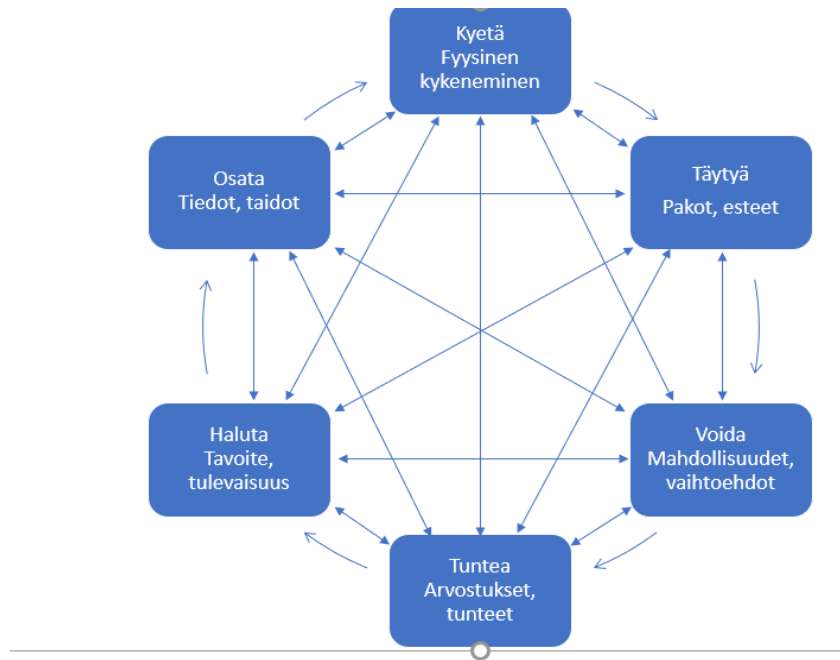 Kyetä
Fyysinen
kykeneminen
Osata
Tiedot, taidot
Täytyä
Pakot, esteet
Haluta
Tavoite,
tulevaisuus
Voida
Mahdollisuudet,
vaihtoehdot
Tuntea
Arvostukset,
tunteet